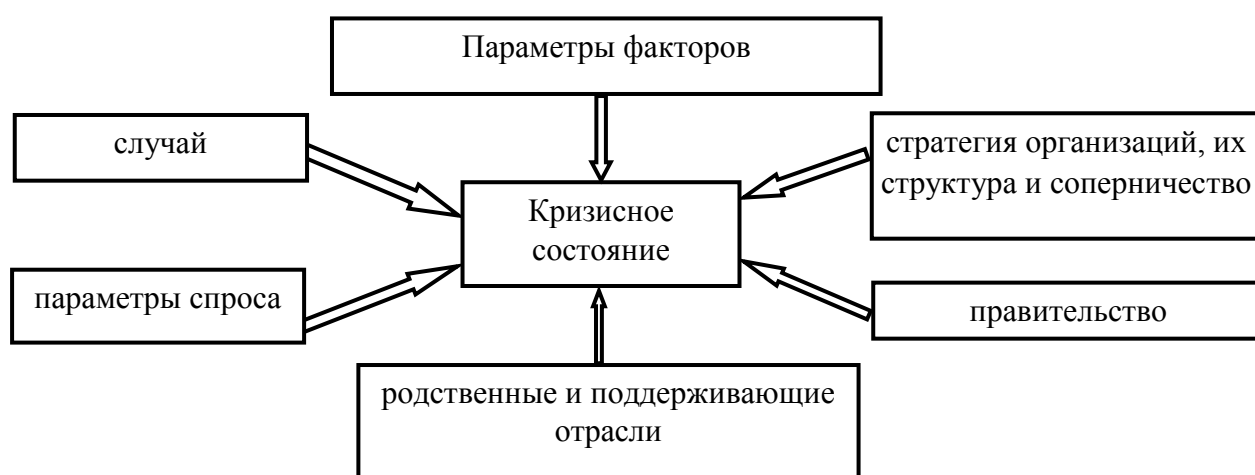 Параметры факторов
случай
стратегия организаций, их
структура и соперничество
Кризисное
состояние
параметры спроса
правительство
родственные и поддерживающие
отрасли